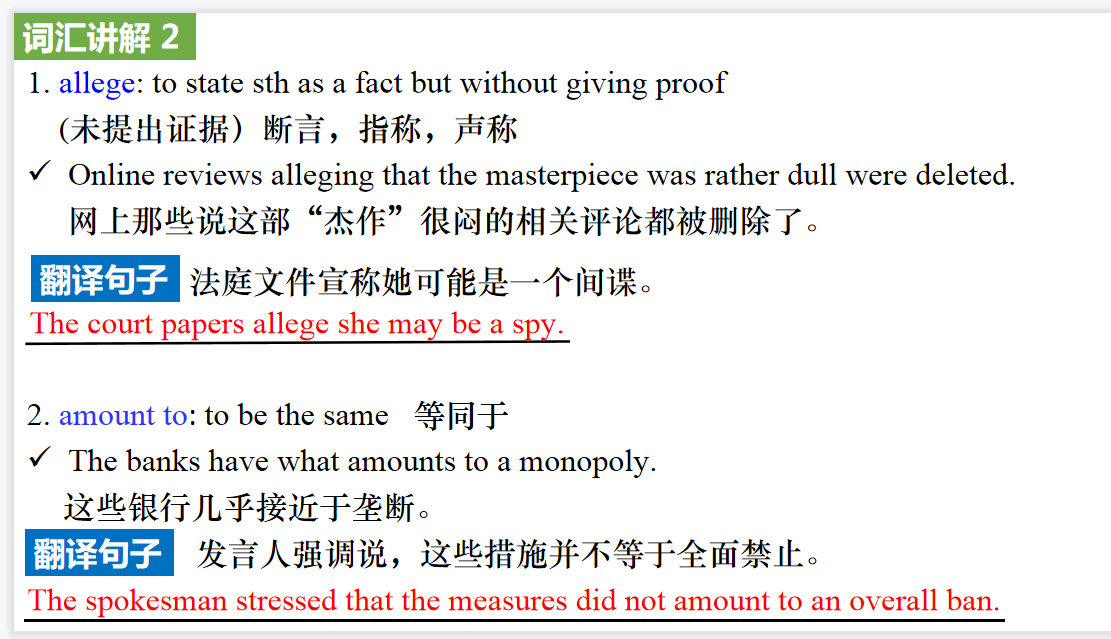 词汇讲解 2
1. allege: to state sth as a fact but without giving proof
(未提出证据）断言，指称，声称
✓ Online reviews alleging that the masterpiece was rather dull were deleted.
网上那些说这部“杰作”很闷的相关评论都被删除了。
翻译句子 法庭文件宣称她可能是一个间谍。
The court papers allege she may be a spy.
2. amount to: to be the same 等同于
✓ The banks have what amounts to a monopoly.
这些银行几乎接近于垄断。
翻译句子 发言人强调说，这些措施并不等于全面禁止。
The spokesman stressed that the measures did not amount to an overall ban.